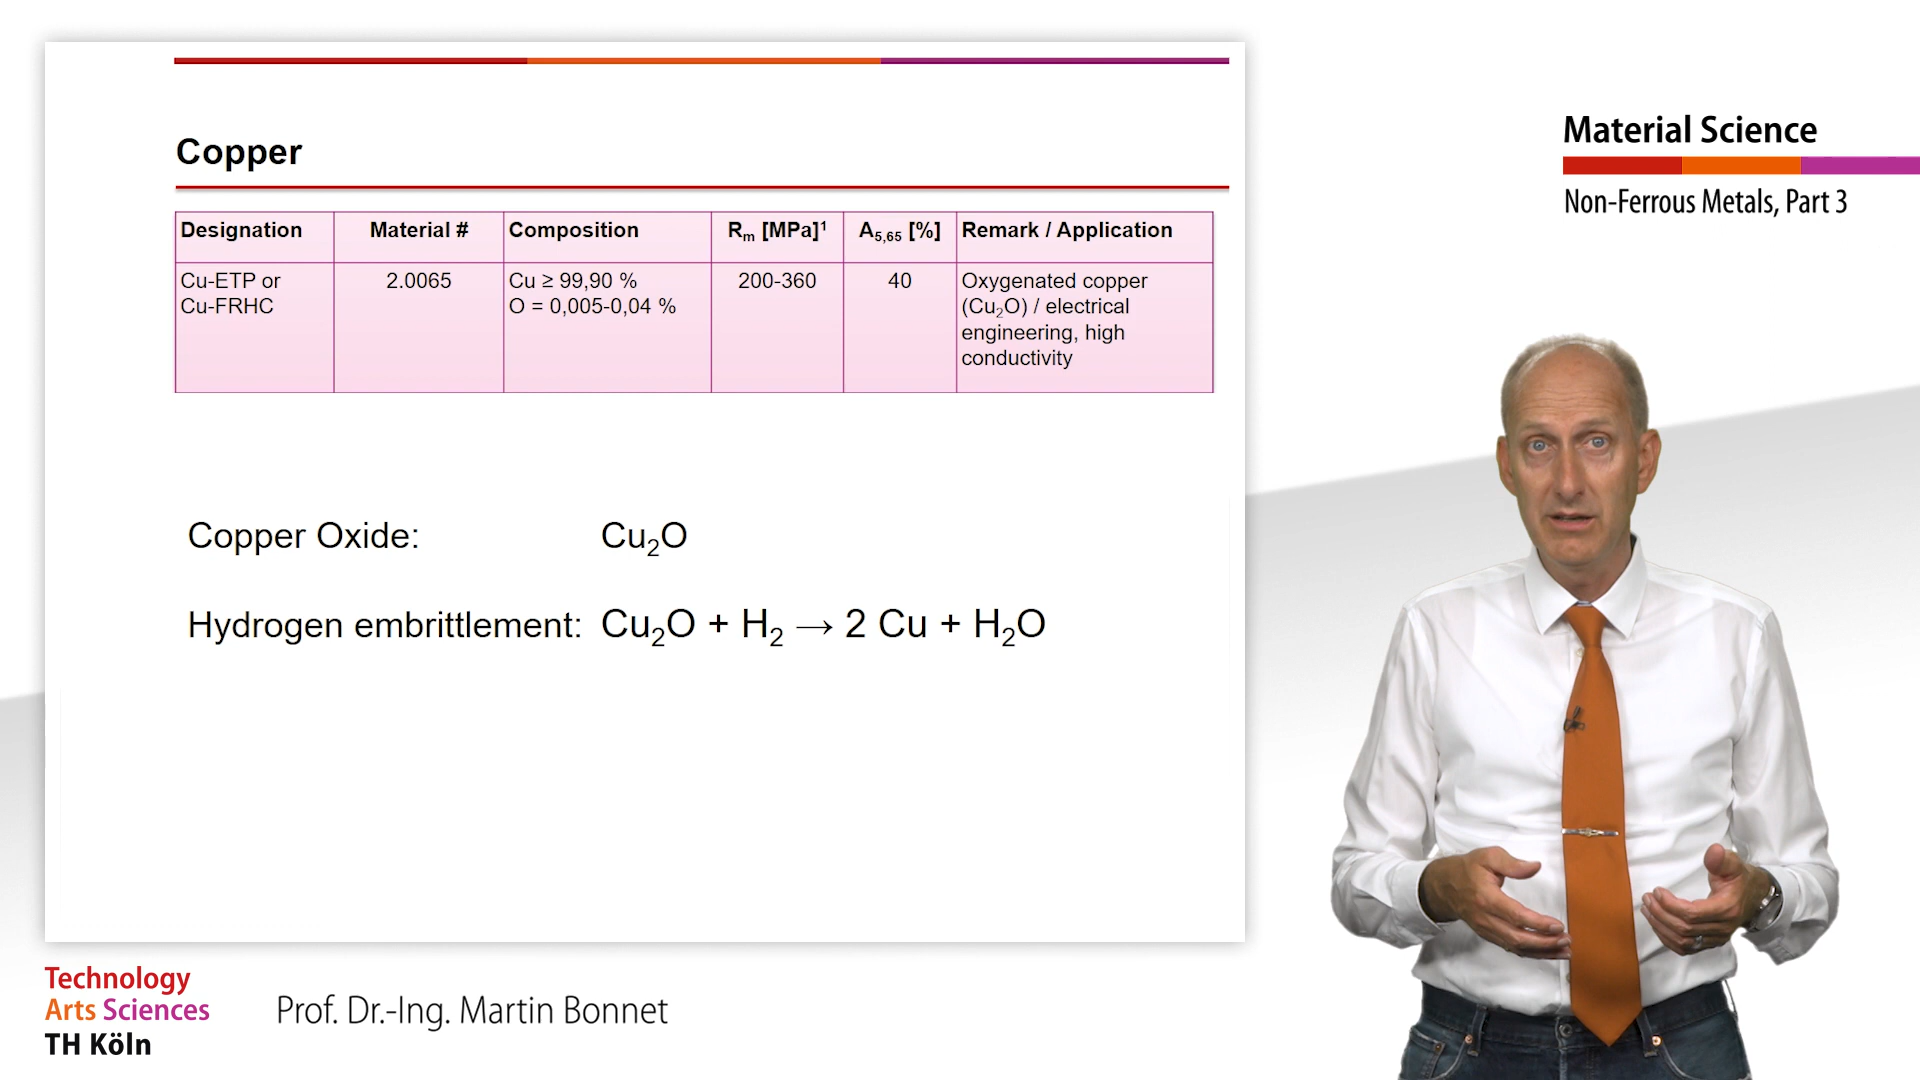 Copper
Designation
Material #
Composition
Rₘ [MPa]¹
A₅,₆₅ [%]
Remark / Application
Cu-ETP or
Cu-FRHC
2.0065
Cu ≥ 99,90 %
O = 0,005-0,04 %
200-360
40
Oxygenated copper
(Cu₂O) / electrical
engineering, high
conductivity
Copper Oxide: Cu₂O
Hydrogen embrittlement: Cu₂O + H₂ → 2 Cu + H₂O
Material Science
Non-Ferrous Metals, Part 3
Technology
Arts Sciences
TH Köln
Prof. Dr.-Ing. Martin Bonnet